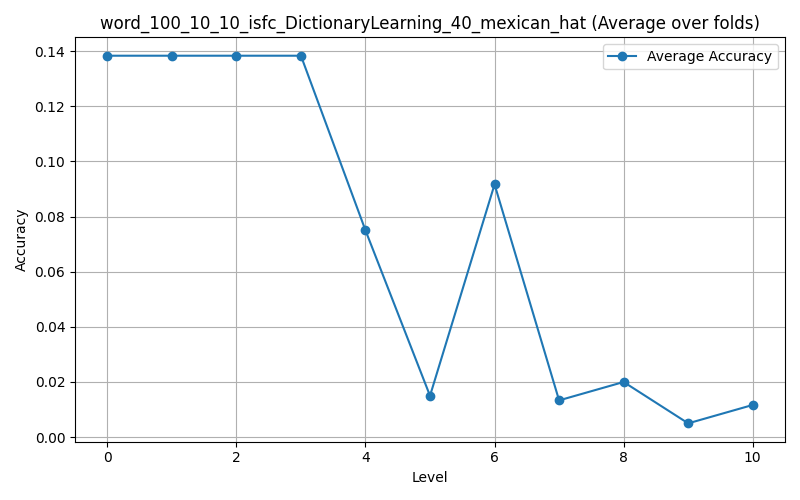 word_100_10_10_isfc_DictionaryLearning_40_mexican_hat (Average over folds)
Average Accuracy
0.14
0.12
0.10
0.08
0.06
0.04
0.02
0.00
Accuracy
0 2 4 6 8 10
Level